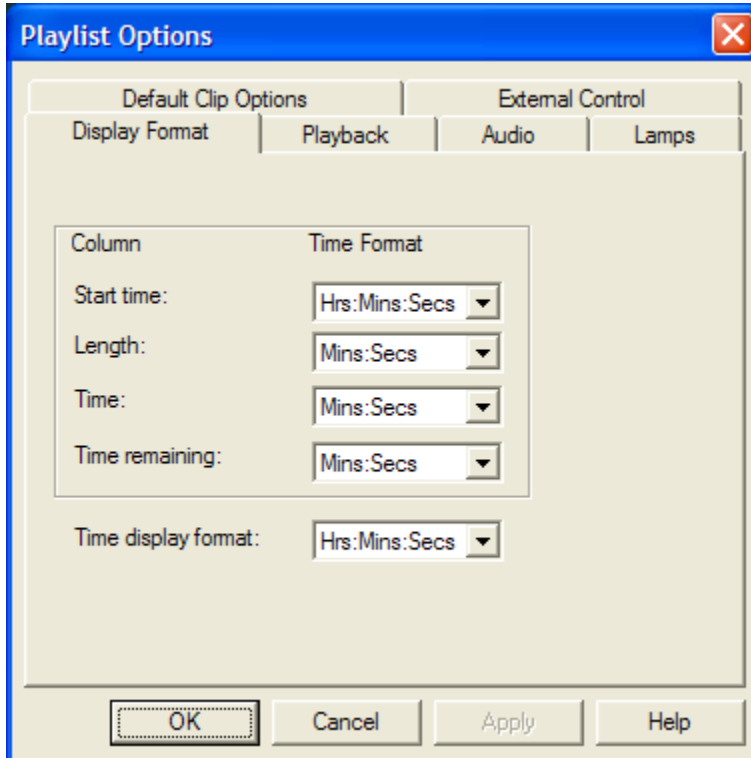 Playlist Options
Default Clip Options External Control
Display Format Playback Audio Lamps
Column Time Format
Start time: Hrs:Mins:Secs
Length: Mins:Secs
Time: Mins:Secs
Time remaining: Mins:Secs
Time display format: Hrs:Mins:Secs
OK Cancel Apply Help